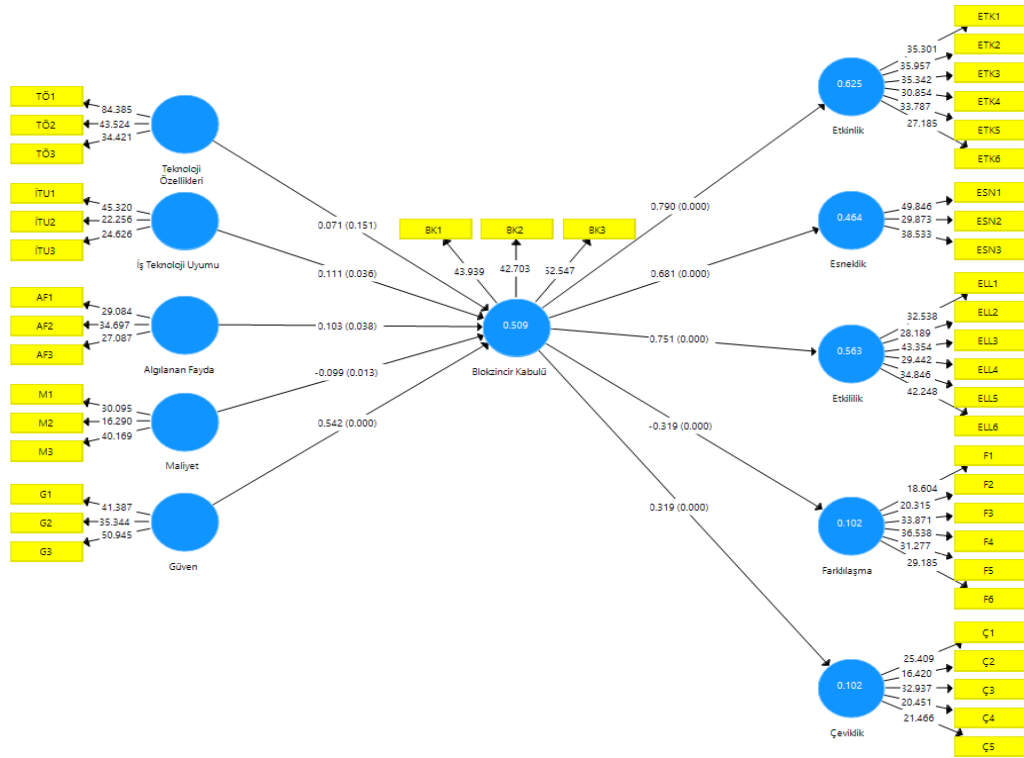 TÖ1
TÖ2
TÖ3
84.385
43.524
34.421
Teknoloji
Özellikleri
İTU1
İTU2
İTU3
45.320
22.256
24.626
İş Teknoloji Uyumu
AF1
AF2
AF3
29.084
34.697
27.087
Algılanan Fayda
M1
M2
M3
30.095
16.290
40.169
Maliyet
G1
G2
G3
41.387
35.344
50.945
Güven
0.071 (0.151)
0.111 (0.036)
0.103 (0.038)
-0.099 (0.013)
0.542 (0.000)
BK1
BK2
BK3
43.939
42.703
0.509
Blokzincir Kabulü
0.790 (0.000)
0.681 (0.000)
0.751 (0.000)
-0.319 (0.000)
0.319 (0.000)
0.625
Etkinlik
35.301
35.957
35.342
30.854
33.787
27.185
ETK1
ETK2
ETK3
ETK4
ETK5
ETK6
0.464
Esneklik
49.846
29.873
38.533
ESN1
ESN2
ESN3
0.563
Etkililik
32.538
28.189
43.354
29.442
34.846
42.248
ELL1
ELL2
ELL3
ELL4
ELL5
ELL6
0.102
Farklılaşma
18.604
20.315
33.871
36.538
31.277
29.185
F1
F2
F3
F4
F5
F6
0.102
Çeviklik
25.409
16.420
32.937
20.451
21.466
Ç1
Ç2
Ç3
Ç4
Ç5